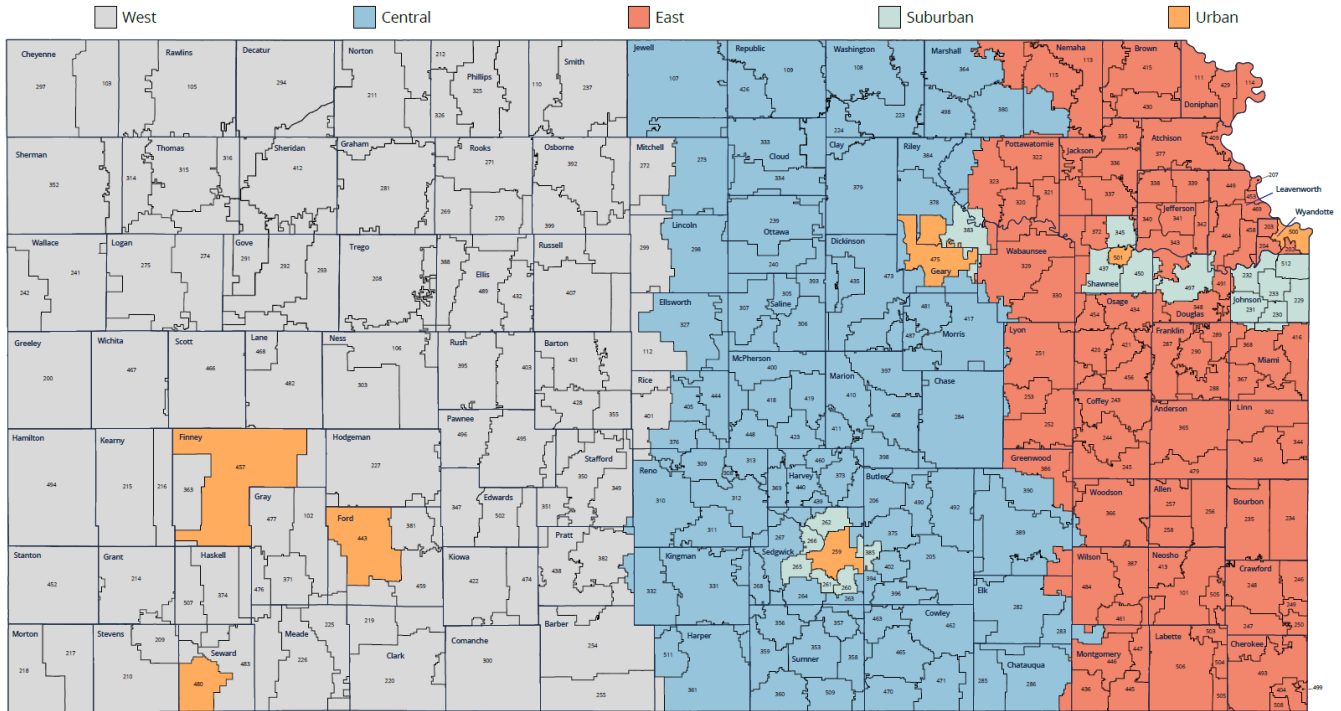 West Central East Suburban Urban
Cheyenne Rawlins Decatur Norton 212 Phillips Smith Jewell Republic Washington Marshall Nemaha Brown
297 103 105 294 211 325 326 110 237 107 109 426 108 223 224 364 498 380 113 115 415 430 111 429 114 Doniphan
Sherman Thomas 316 Sheridan Graham Rooks Osborne Mitchell Cloud Clay Riley Pottawatomie Jackson Atchison
352 314 315 412 281 271 269 270 392 399 272 273 333 334 379 384 378 322 323 321 320 335 336 337 377 409 207
338 339 449 453 469 Leavenworth
Jefferson 340 341 342 343 464 458 Wyandotte
Wallace Logan Gove Trego Ellis Russell Lincoln Ottawa Dickinson Geary Wabaunsee Shawnee Douglas Johnson
241 242 275 274 291 292 293 208 388 489 432 407 299 298 239 240 435 473 475 383 329 330 372 345 501 437 450 497 491 348 204 203 202 500 512 232 233 229 231 230
Ellsworth Saline Morris Osage
327 307 305 393 306 481 487 417 454 434
Greeley Wichita Scott Lane Ness Rush Barton Rice McPherson Marion Chase Lyon Franklin Miami
200 467 466 468 482 106 303 395 403 431 428 355 112 401 405 444 376 400 418 419 448 423 397 410 408 411 398 284 251 253 252 420 421 456 287 289 290 288 368 416 367
Hamilton Kearny Finney Hodgeman Pawnee Stafford Reno Harvey Butler Greenwood Coffey Anderson Linn
494 215 216 457 363 227 496 495 350 349 351 309 308 313 310 312 311 369 440 460 373 439 206 490 492 386 390 389 243 244 245 365 479 362 344 346
Gray Ford Edwards
477 102 443 381 347 502
Stanton Grant Haskell Kiowa Pratt Kingman Sedgwick Elk Woodson Allen Bourbon Wilson Neosho Crawford
452 214 507 374 476 371 459 422 474 438 382 332 331 268 267 266 262 259 265 264 261 260 263 385 375 402 394 396 205 282 283 366 257 256 258 235 234 484 387 461 413 101 505 248 246 249 247 250
Morton Stevens Seward Meade Clark Comanche Barber Harper Sumner Cowley Chatauqua Montgomery Labette Cherokee
218 217 210 209 480 483 226 225 219 220 300 254 255 511 361 356 357 359 353 358 360 509 463 465 462 470 471 285 286 436 446 447 445 506 503 504 505 493 404 508 499